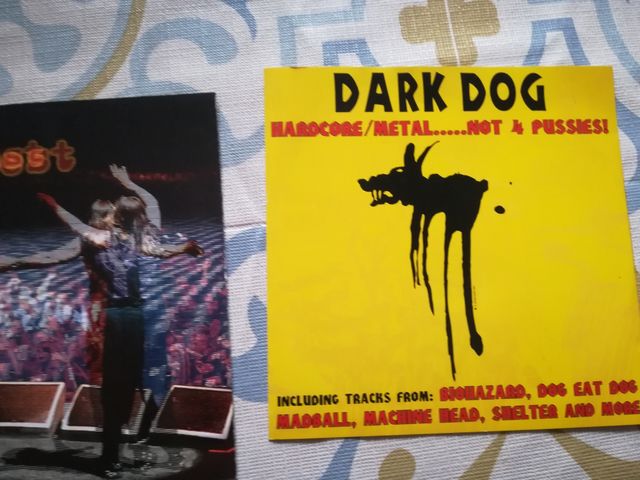 DARK DOG
HARDCORE/METAL.....NOT 4 PUSSIES!
INCLUDING TRACKS FROM: BIOHAZARD, DOG EAT DOG
MADBALL, MACHINE HEAD, SHELTER AND MORE